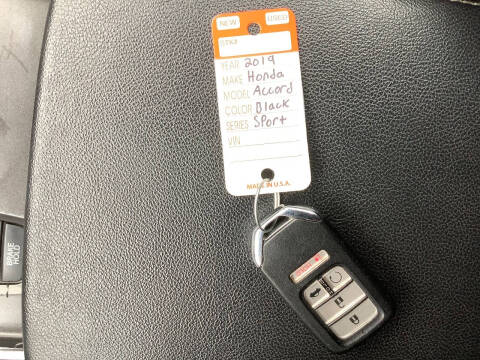 NEW USED
STK#
YEAR 2019
MAKE Honda
MODEL Accord
COLOR Black
SERIES Sport
VIN
MADE IN U.S.A.
BRAKE
HOLD